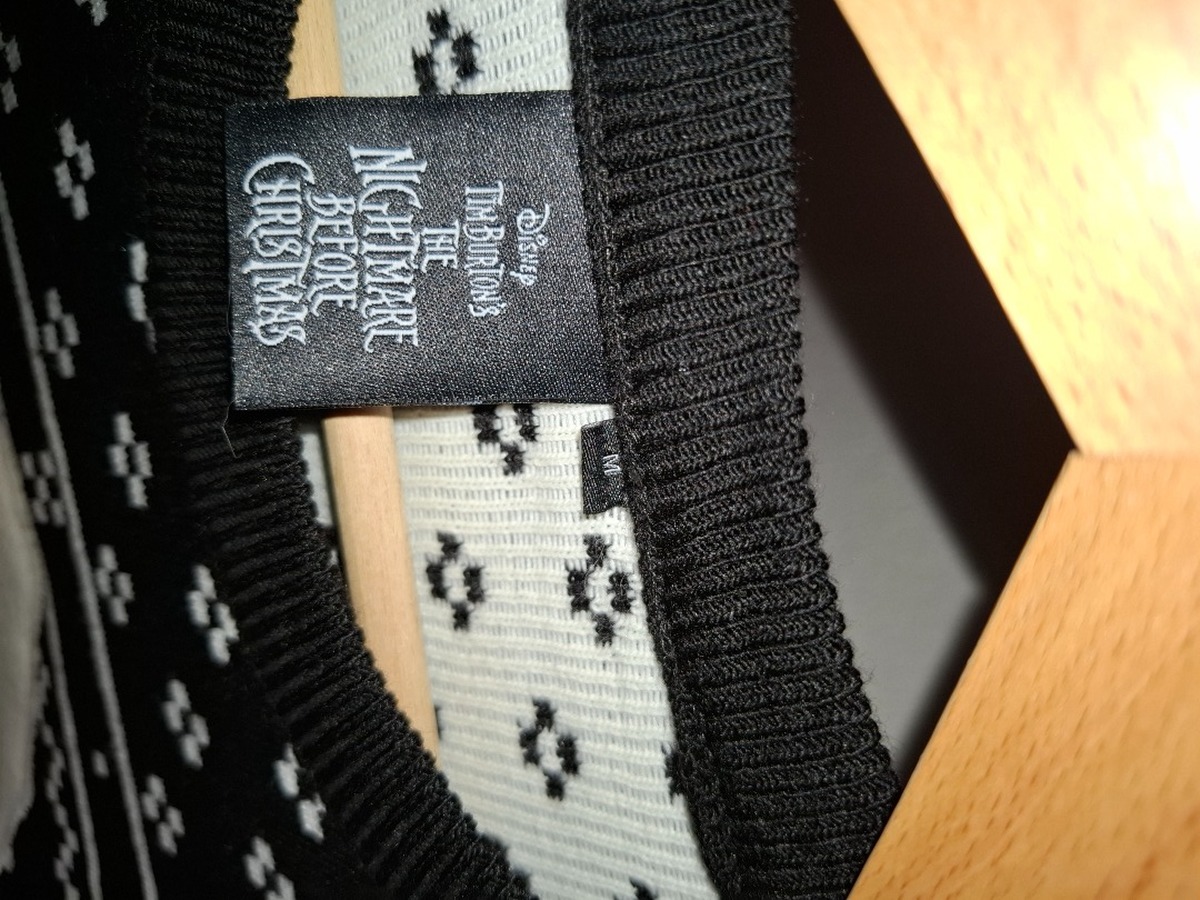 Disney
Tim Burton's
THE
NIGHTMARE
BEFORE
CHRISTMAS
M